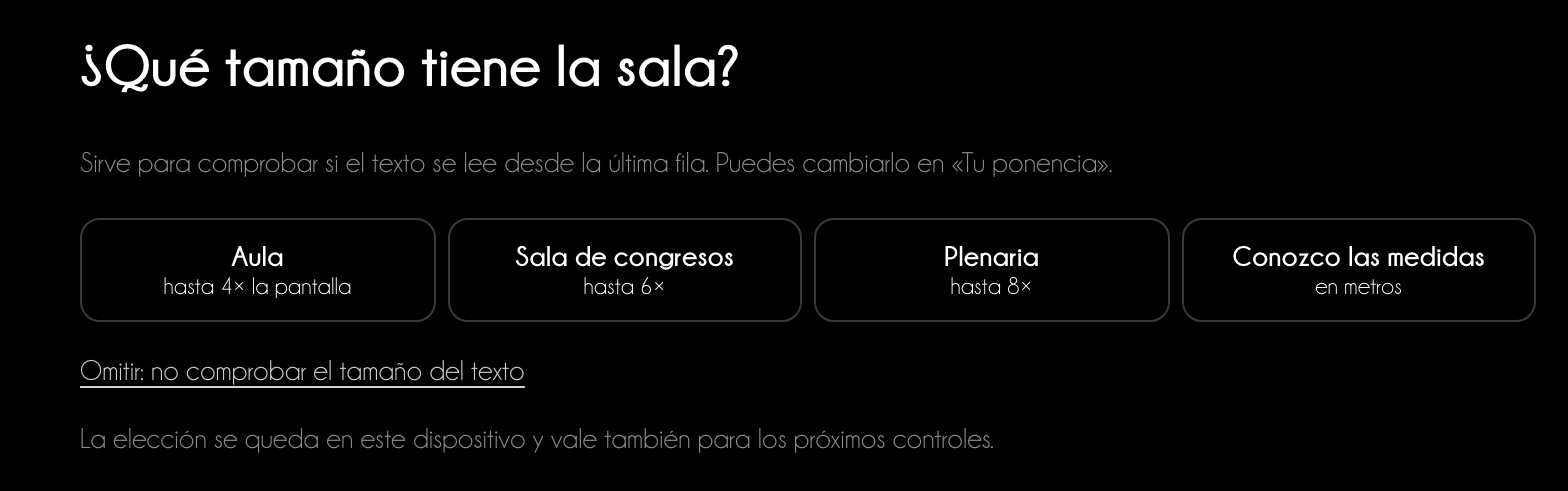 ¿Qué tamaño tiene la sala?
Sirve para comprobar si el texto se lee desde la última fila. Puedes cambiarlo en «Tu ponencia».
Aula
hasta 4× la pantalla
Sala de congresos
hasta 6×
Plenaria
hasta 8×
Conozco las medidas
en metros
Omitir: no comprobar el tamaño del texto
La elección se queda en este dispositivo y vale también para los próximos controles.